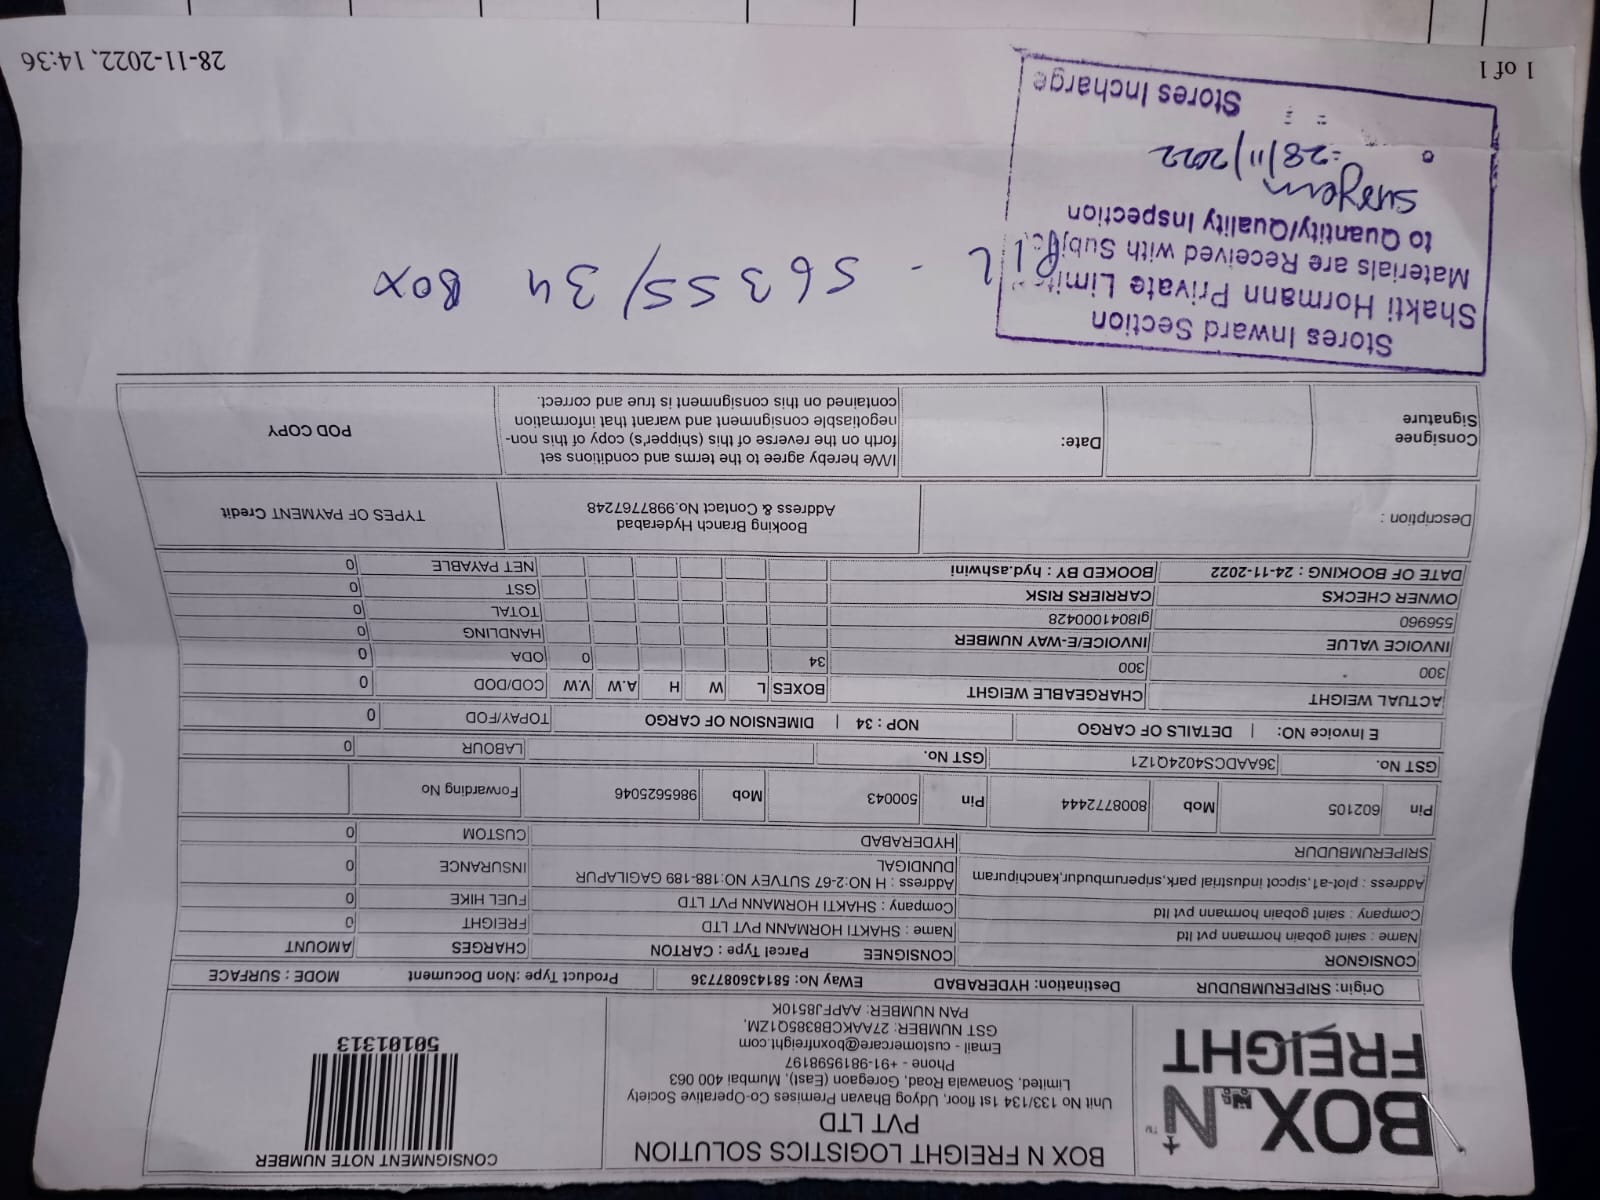 BOX N FREIGHT
TM
BOX N FREIGHT LOGISTICS SOLUTION
PVT LTD
Unit No 133/134 1st floor, Udyog Bhavan Premises Co-Operative Society
Limited, Sonawala Road, Goregaon (East), Mumbai 400 063
Phone - +91-9819598197
Email - customercare@boxnfreight.com
GST NUMBER: 27AAKCB8385Q1ZM,
PAN NUMBER: AAPFJ8510K
CONSIGNMENT NOTE NUMBER
50101313
Origin: SRIPERUMBUDUR Destination: HYDERABAD EWay No: 581436087736 Product Type :Non Document MODE : SURFACE
CONSIGNOR CONSIGNEE Parcel Type : CARTON CHARGES AMOUNT
Name : saint gobain hormann pvt ltd Name : SHAKTI HORMANN PVT LTD FREIGHT 0
Company : saint gobain hormann pvt ltd Company : SHAKTI HORMANN PVT LTD FUEL HIKE 0
Address : plot-a1,sipcot industrial park,sriperumbudur,kanchipuram Address : H NO:2-67 SUTVEY NO:188-189 GAGILAPUR
DUNDIGAL INSURANCE 0
SRIPERUMBUDUR HYDERABAD CUSTOM 0
Pin 602105 Mob 8008772444 Pin 500043 Mob 9865625046 Forwarding No
GST No. 36AADCS4024Q1Z1 GST No. LABOUR 0
E Invoice NO: | DETAILS OF CARGO NOP : 34 | DIMENSION OF CARGO TOPAY/FOD 0
ACTUAL WEIGHT CHARGEABLE WEIGHT BOXES L W H A.W V.W COD/DOD 0
300 300 34 0 ODA 0
INVOICE VALUE INVOICE/E-WAY NUMBER HANDLING 0
556960 gl8041000428 TOTAL 0
OWNER CHECKS CARRIERS RISK GST 0
DATE OF BOOKING : 24-11-2022 BOOKED BY : hyd.ashwini NET PAYABLE 0
Description :
Booking Branch Hyderabad
Address & Contact No.9987767248
TYPES OF PAYMENT Credit
Consignee
Signature
Date:
I/We hereby agree to the terms and conditions set
forth on the reverse of this (shipper's) copy of this non-
negotiasble consignment and warant that information
contained on this consignment is true and correct.
POD COPY
Stores Inward Section
Shakti Hormann Private
Materials are Received with
to Quantity/Quality Inspection
28/11/2022
Stores Incharge
- 56355/34 BOX
1 of 1
28-11-2022, 14:36